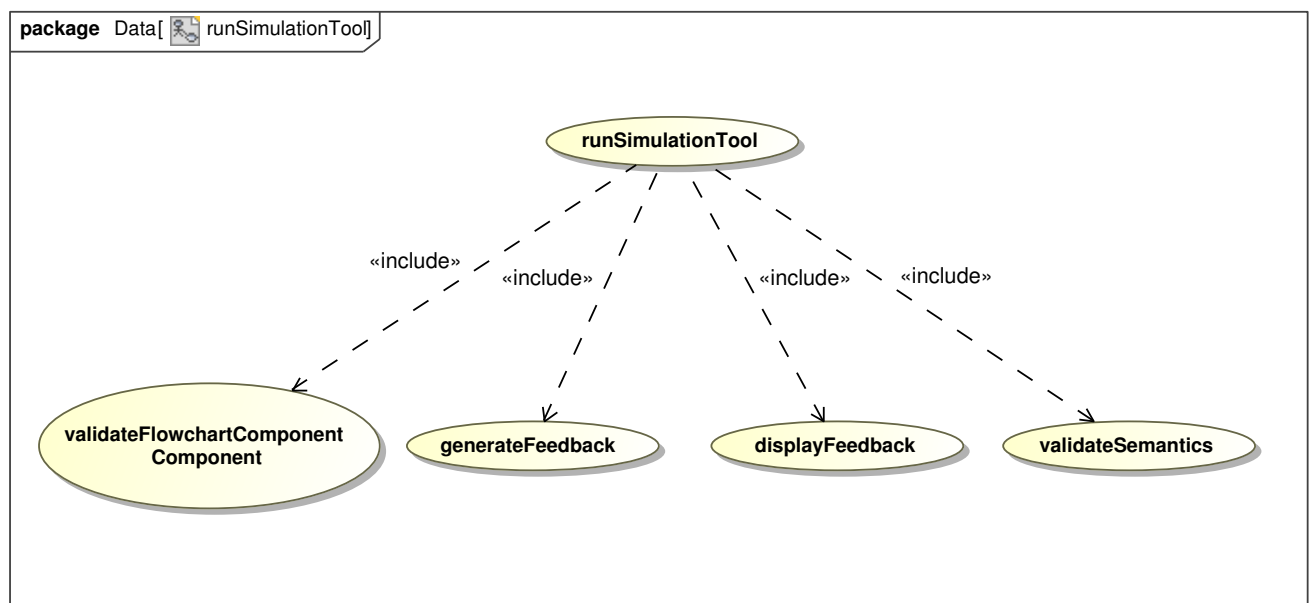 package Data[ runSimulationTool]
runSimulationTool
«include»
«include»
«include»
«include»
validateFlowchartComponent
Component
generateFeedback
displayFeedback
validateSemantics